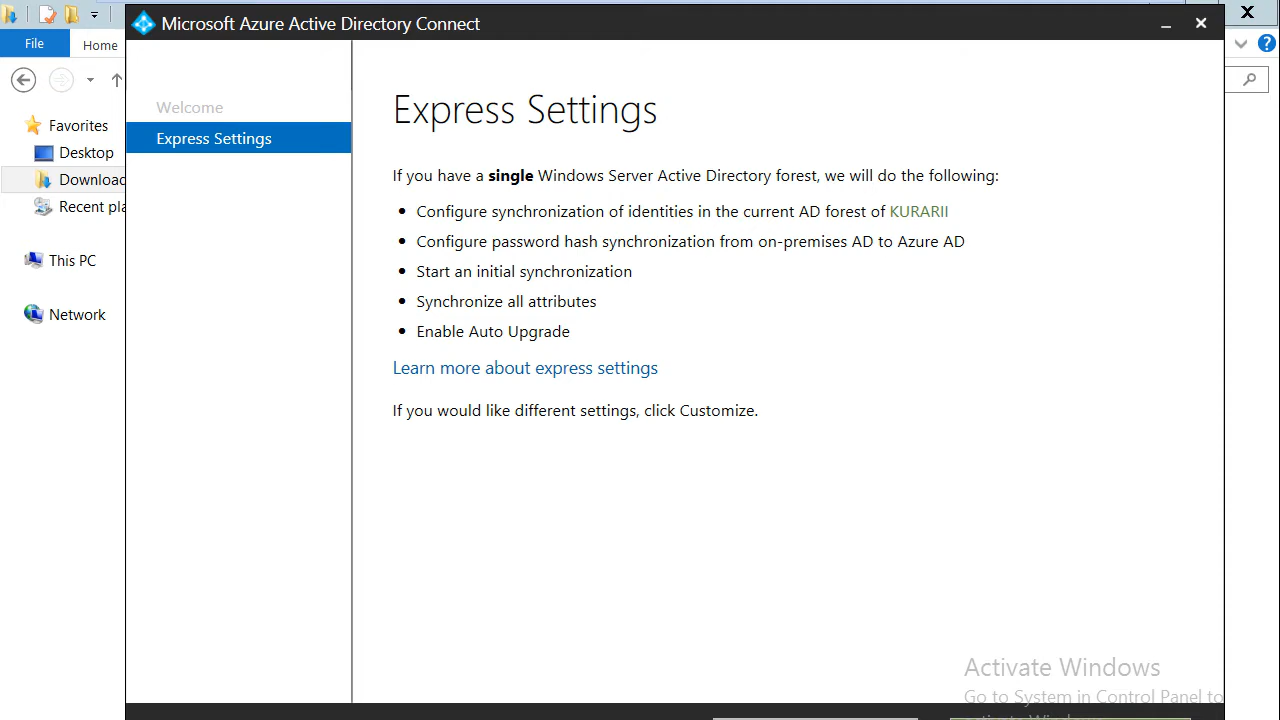 Microsoft Azure Active Directory Connect
File
Home
Favorites
Desktop
Downloac
Recent pla
This PC
Network
Welcome
Express Settings
Express Settings
If you have a single Windows Server Active Directory forest, we will do the following:
• Configure synchronization of identities in the current AD forest of KURARII
• Configure password hash synchronization from on-premises AD to Azure AD
• Start an initial synchronization
• Synchronize all attributes
• Enable Auto Upgrade
Learn more about express settings
If you would like different settings, click Customize.
Activate Windows
Go to System in Control Panel to
activate Windows